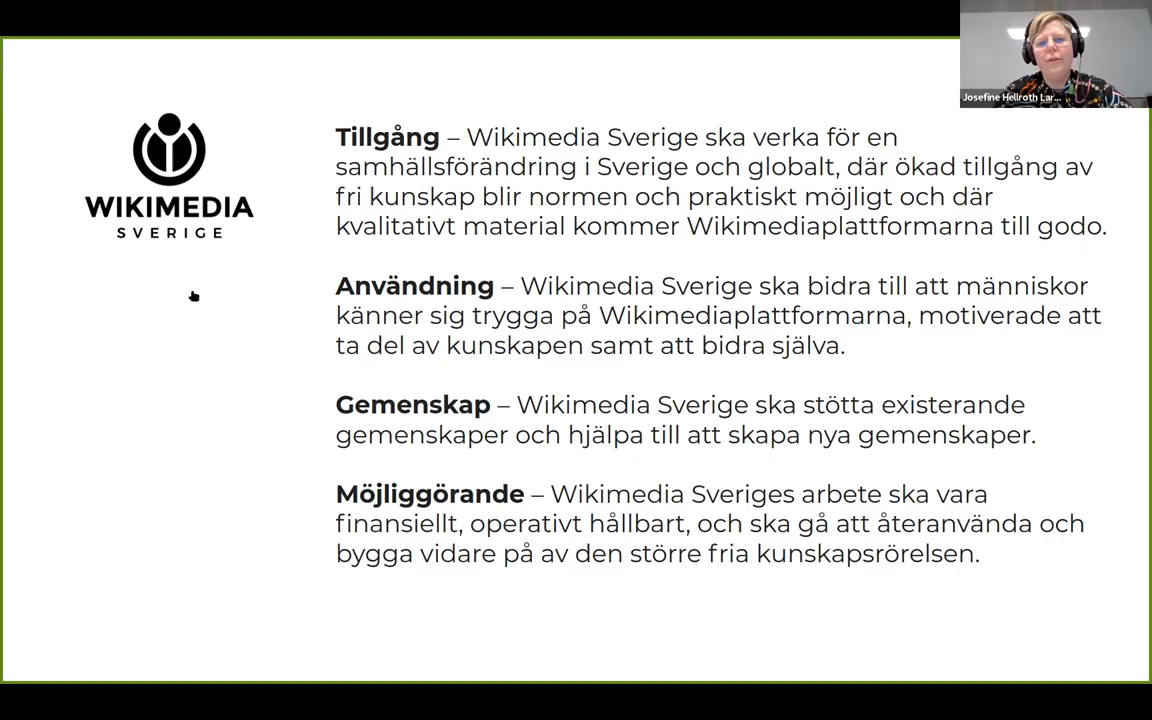 Josefine Hellroth Lar...
WIKIMEDIA
SVERIGE
Tillgång – Wikimedia Sverige ska verka för en
samhällsförändring i Sverige och globalt, där ökad tillgång av
fri kunskap blir normen och praktiskt möjligt och där
kvalitativt material kommer Wikimediaplattformarna till godo.
Användning – Wikimedia Sverige ska bidra till att människor
känner sig trygga på Wikimediaplattformarna, motiverade att
ta del av kunskapen samt att bidra själva.
Gemenskap – Wikimedia Sverige ska stötta existerande
gemenskaper och hjälpa till att skapa nya gemenskaper.
Möjliggörande – Wikimedia Sveriges arbete ska vara
finansiellt, operativt hållbart, och ska gå att återanvända och
bygga vidare på av den större fria kunskapsrörelsen.